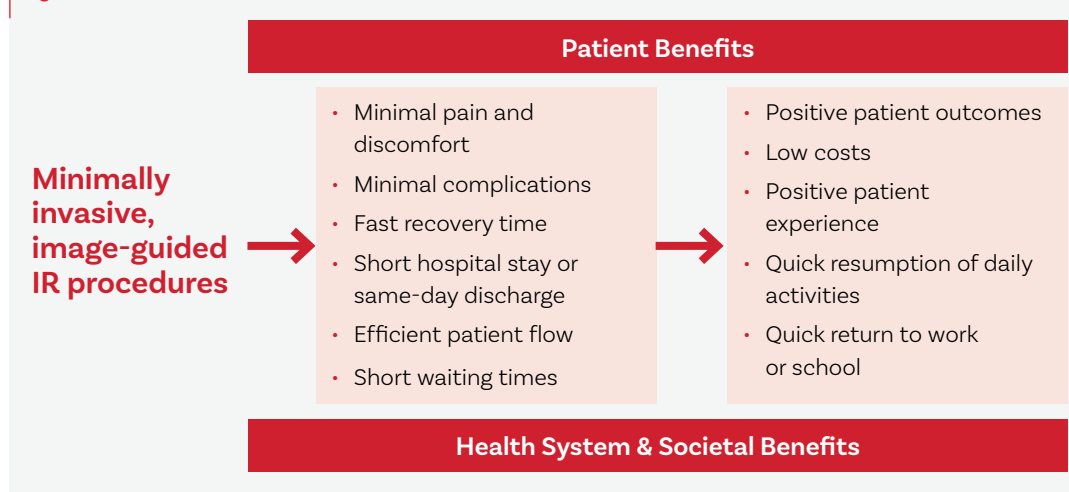 Patient Benefits
Minimally
invasive,
image-guided
IR procedures
• Minimal pain and
discomfort
• Minimal complications
• Fast recovery time
• Short hospital stay or
same-day discharge
• Efficient patient flow
• Short waiting times
• Positive patient outcomes
• Low costs
• Positive patient
experience
• Quick resumption of daily
activities
• Quick return to work
or school
Health System & Societal Benefits